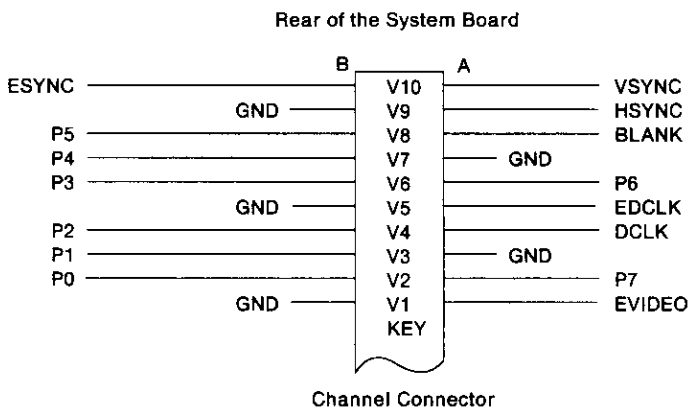 Rear of the System Board
B A
ESYNC V10 VSYNC
GND V9 HSYNC
P5 V8 BLANK
P4 V7 GND
P3 V6 P6
GND V5 EDCLK
P2 V4 DCLK
P1 V3 GND
P0 V2 P7
GND V1 EVIDEO
KEY
Channel Connector